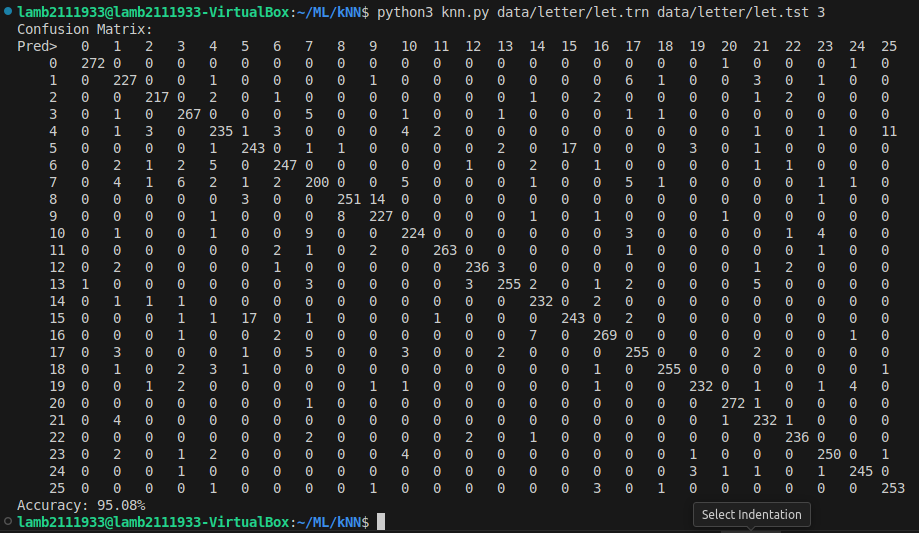 lamb2111933@lamb2111933-VirtualBox:~/ML/kNN$ python3 knn.py data/letter/let.trn data/letter/let.tst 3
Confusion Matrix:
Pred> 0 1 2 3 4 5 6 7 8 9 10 11 12 13 14 15 16 17 18 19 20 21 22 23 24 25
0 272 0 0 0 0 0 0 0 0 0 0 0 0 0 0 0 0 0 0 0 1 0 0 0 1 0
1 0 227 0 0 1 0 0 0 0 1 0 0 0 0 0 0 0 6 1 0 0 3 0 1 0 0
2 0 0 217 0 2 0 1 0 0 0 0 0 0 0 1 0 2 0 0 0 0 1 2 0 0 0
3 0 1 0 267 0 0 0 5 0 0 1 0 0 1 0 0 0 1 1 0 0 0 0 0 0 0
4 0 1 3 0 235 1 3 0 0 0 4 2 0 0 0 0 0 0 0 0 0 1 0 1 0 11
5 0 0 0 0 1 243 0 1 1 0 0 0 0 2 0 17 0 0 0 3 0 1 0 0 0 0
6 0 2 1 2 5 0 247 0 0 0 0 0 1 0 2 0 1 0 0 0 0 1 1 0 0 0
7 0 4 1 6 2 1 2 200 0 0 5 0 0 0 1 0 0 5 1 0 0 0 0 1 1 0
8 0 0 0 0 0 3 0 0 251 14 0 0 0 0 0 0 0 0 0 0 0 0 0 1 0 0
9 0 0 0 0 1 0 0 0 8 227 0 0 0 0 1 0 1 0 0 0 1 0 0 0 0 0
10 0 1 0 0 1 0 0 9 0 0 224 0 0 0 0 0 0 3 0 0 0 0 1 4 0 0
11 0 0 0 0 0 0 2 1 0 2 0 263 0 0 0 0 0 1 0 0 0 0 0 1 0 0
12 0 2 0 0 0 0 1 0 0 0 0 0 236 3 0 0 0 0 0 0 0 1 2 0 0 0
13 1 0 0 0 0 0 0 3 0 0 0 0 3 255 2 0 1 2 0 0 0 5 0 0 0 0
14 0 1 1 1 0 0 0 0 0 0 0 0 0 0 232 0 2 0 0 0 0 0 0 0 0 0
15 0 0 0 1 1 17 0 1 0 0 0 1 0 0 0 243 0 2 0 0 0 0 0 0 0 0
16 0 0 0 1 0 0 2 0 0 0 0 0 0 0 7 0 269 0 0 0 0 0 0 0 1 0
17 0 3 0 0 0 1 0 5 0 0 3 0 0 2 0 0 0 255 0 0 0 2 0 0 0 0
18 0 1 0 2 3 1 0 0 0 0 0 0 0 0 0 0 1 0 255 0 0 0 0 0 0 1
19 0 0 1 2 0 0 0 0 0 1 1 0 0 0 0 0 1 0 0 232 0 1 0 1 4 0
20 0 0 0 0 0 0 0 1 0 0 0 0 0 0 0 0 0 0 0 0 272 1 0 0 0 0
21 0 4 0 0 0 0 0 0 0 0 0 0 0 0 0 0 0 0 0 0 1 232 1 0 0 0
22 0 0 0 0 0 0 0 2 0 0 0 0 2 0 1 0 0 0 0 0 0 0 236 0 0 0
23 0 2 0 1 2 0 0 0 0 0 4 0 0 0 0 0 0 0 0 1 0 0 0 250 0 1
24 0 0 0 1 0 0 0 0 0 0 0 0 0 0 0 0 0 0 0 3 1 1 0 1 245 0
25 0 0 0 0 1 0 0 0 0 1 0 0 0 0 0 0 3 0 1 0 0 0 0 0 0 253
Accuracy: 95.08%
lamb2111933@lamb2111933-VirtualBox:~/ML/kNN$
Select Indentation